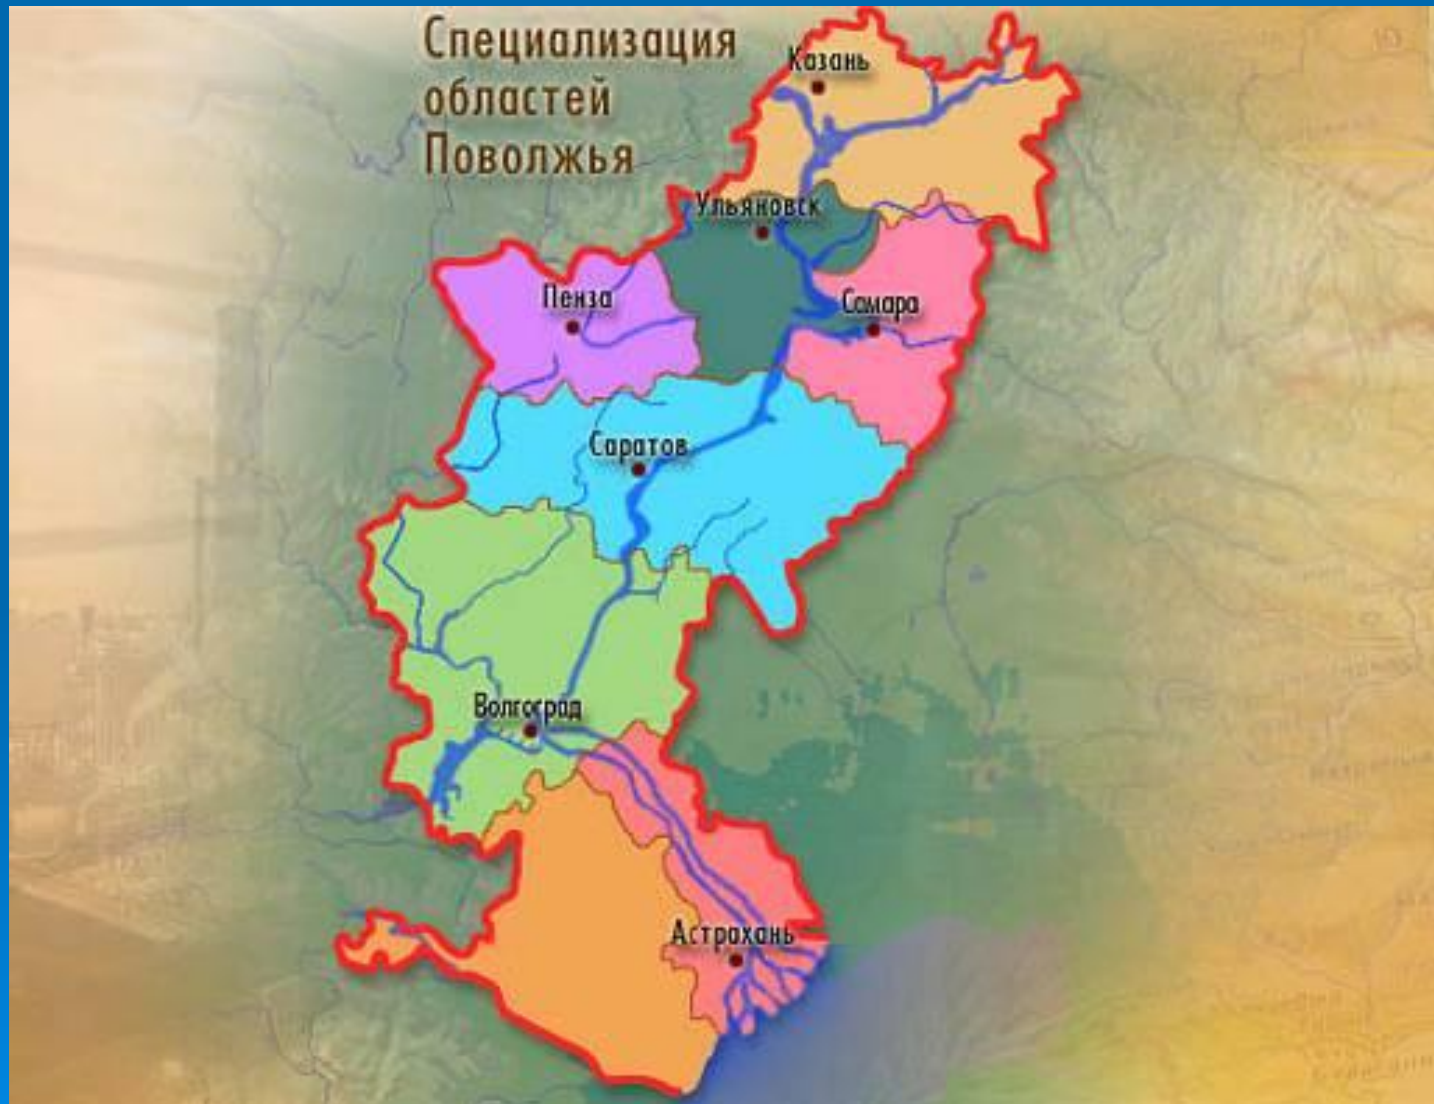 Специализация
областей
Поволжья
Казань
Ульяновск
Пенза
Самара
Саратов
Волгоград
Астрахань